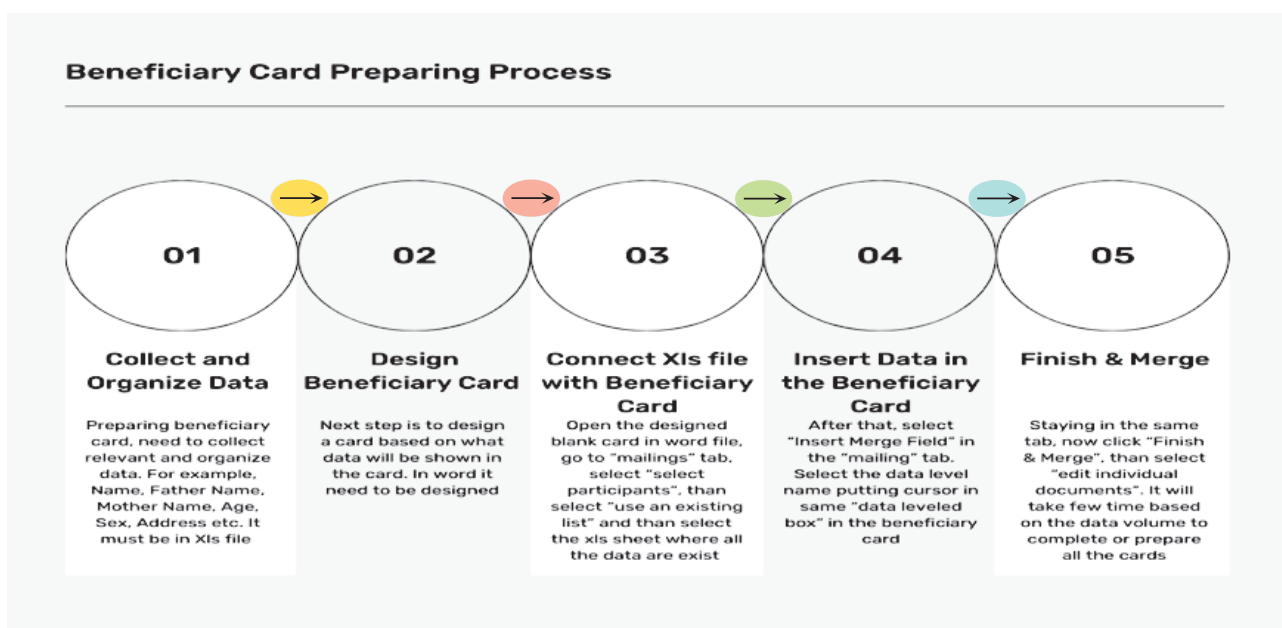 Beneficiary Card Preparing Process
01
Collect and
Organize Data
Preparing beneficiary
card, need to collect
relevant and organize
data. For example,
Name, Father Name,
Mother Name, Age,
Sex, Address etc. It
must be in Xls file
02
Design
Beneficiary Card
Next step is to design
a card based on what
data will be shown in
the card. In word it
need to be designed
03
Connect Xls file
with Beneficiary
Card
Open the designed
blank card in word file,
go to "mailings" tab,
select "select
participants", than
select "use an existing
list" and than select
the xls sheet where all
the data are exist
04
Insert Data in
the Beneficiary
Card
After that, select
"Insert Merge Field" in
the "mailing" tab.
Select the data level
name putting cursor in
same "data leveled
box" in the beneficiary
card
05
Finish & Merge
Staying in the same
tab, now click "Finish
& Merge", than select
"edit individual
documents". It will
take few time based
on the data volume to
complete or prepare
all the cards